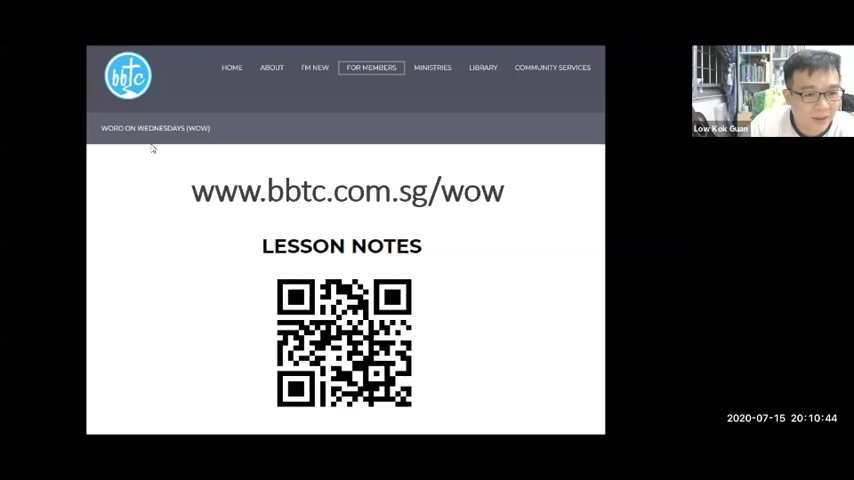 bbtc
HOME ABOUT I'M NEW FOR MEMBERS MINISTRIES LIBRARY COMMUNITY SERVICES
WORD ON WEDNESDAYS (WOW)
www.bbtc.com.sg/wow
LESSON NOTES
Low Kok Guan
2020-07-15 20:10:44